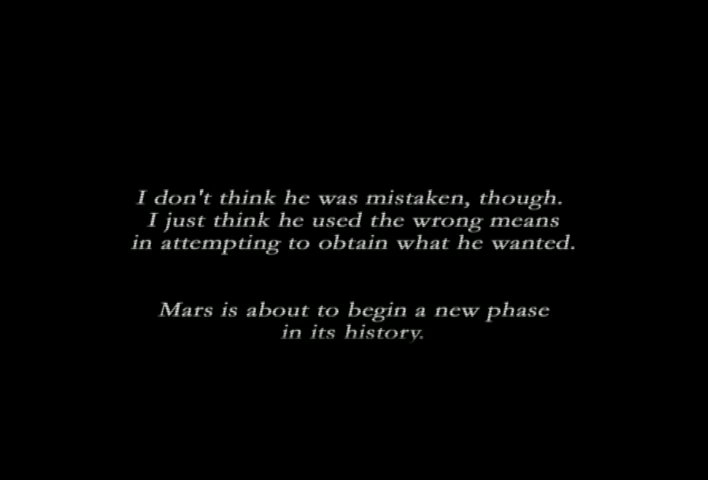 I don't think he was mistaken, though.
I just think he used the wrong means
in attempting to obtain what he wanted.
Mars is about to begin a new phase
in its history.